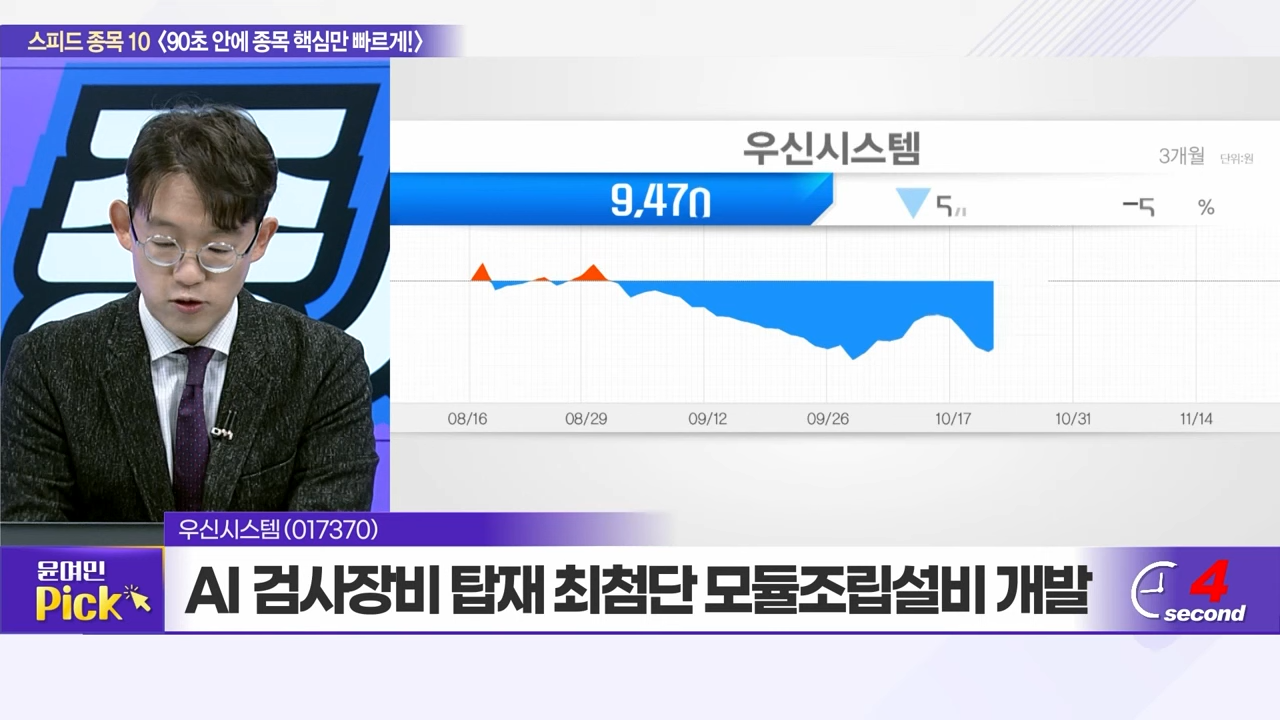 스피드 종목 10 〈90초 안에 종목 핵심만 빠르게!〉
우신시스템
3개월 단위:원
9,470
%
08/16 08/29 09/12 09/26 10/17 10/31 11/14
우신시스템(017370)
윤여민
Pick
AI 검사장비 탑재 최첨단 모듈조립설비 개발
4
second